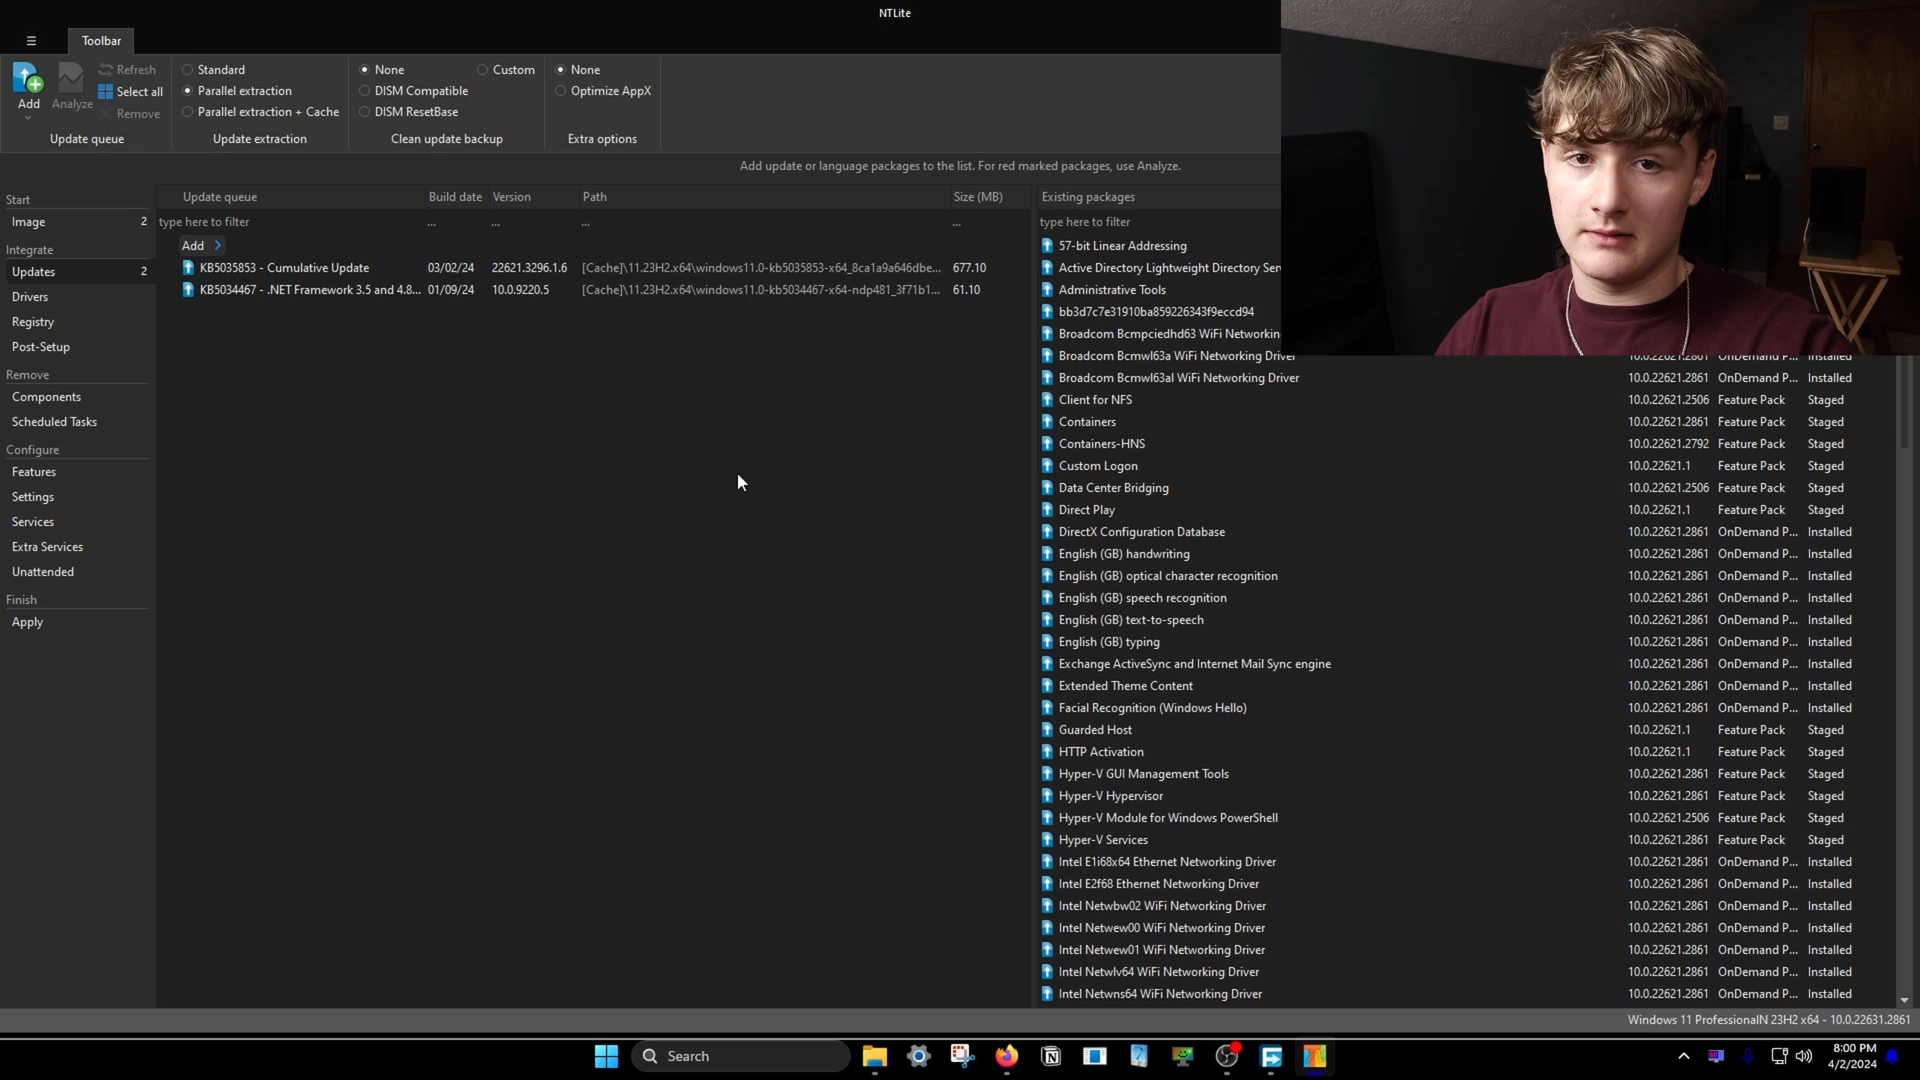 NTLite
Toolbar
Add
Analyze
Refresh
Select all
Remove
Update queue
Standard
Parallel extraction
Parallel extraction + Cache
Update extraction
None
Custom
DISM Compatible
DISM ResetBase
Clean update backup
None
Optimize AppX
Extra options
Add update or language packages to the list. For red marked packages, use Analyze.
Start
Image 2
Integrate
Updates 2
Drivers
Registry
Post-Setup
Remove
Components
Scheduled Tasks
Configure
Features
Settings
Services
Extra Services
Unattended
Finish
Apply
Update queue Build date Version Path Size (MB)
type here to filter ... ... ... ...
Add
KB5035853 - Cumulative Update 03/02/24 22621.3296.1.6 [Cache]\11.23H2.x64\windows11.0-kb5035853-x64_8ca1a9a646dbe... 677.10
KB5034467 - .NET Framework 3.5 and 4.8... 01/09/24 10.0.9220.5 [Cache]\11.23H2.x64\windows11.0-kb5034467-x64-ndp481_3f71b1... 61.10
Existing packages
type here to filter
57-bit Linear Addressing
Active Directory Lightweight Directory Ser
Administrative Tools
bb3d7c7e31910ba859226343f9eccd94
Broadcom Bcmpciedhd63 WiFi Networkin
Broadcom Bcmwl63a WiFi Networking Driver 10.0.22621.2861 OnDemand P... Installed
Broadcom Bcmwl63al WiFi Networking Driver 10.0.22621.2861 OnDemand P... Installed
Client for NFS 10.0.22621.2506 Feature Pack Staged
Containers 10.0.22621.2861 Feature Pack Staged
Containers-HNS 10.0.22621.2792 Feature Pack Staged
Custom Logon 10.0.22621.1 Feature Pack Staged
Data Center Bridging 10.0.22621.2506 Feature Pack Staged
Direct Play 10.0.22621.1 Feature Pack Staged
DirectX Configuration Database 10.0.22621.2861 OnDemand P... Installed
English (GB) handwriting 10.0.22621.2861 OnDemand P... Installed
English (GB) optical character recognition 10.0.22621.2861 OnDemand P... Installed
English (GB) speech recognition 10.0.22621.2861 OnDemand P... Installed
English (GB) text-to-speech 10.0.22621.2861 OnDemand P... Installed
English (GB) typing 10.0.22621.2861 OnDemand P... Installed
Exchange ActiveSync and Internet Mail Sync engine 10.0.22621.2861 OnDemand P... Installed
Extended Theme Content 10.0.22621.2861 OnDemand P... Installed
Facial Recognition (Windows Hello) 10.0.22621.2861 OnDemand P... Installed
Guarded Host 10.0.22621.1 Feature Pack Staged
HTTP Activation 10.0.22621.1 Feature Pack Staged
Hyper-V GUI Management Tools 10.0.22621.2861 Feature Pack Staged
Hyper-V Hypervisor 10.0.22621.2861 Feature Pack Staged
Hyper-V Module for Windows PowerShell 10.0.22621.2506 Feature Pack Staged
Hyper-V Services 10.0.22621.2861 Feature Pack Staged
Intel E1i68x64 Ethernet Networking Driver 10.0.22621.2861 OnDemand P... Installed
Intel E2f68 Ethernet Networking Driver 10.0.22621.2861 OnDemand P... Installed
Intel Netwbw02 WiFi Networking Driver 10.0.22621.2861 OnDemand P... Installed
Intel Netwew00 WiFi Networking Driver 10.0.22621.2861 OnDemand P... Installed
Intel Netwew01 WiFi Networking Driver 10.0.22621.2861 OnDemand P... Installed
Intel Netwlv64 WiFi Networking Driver 10.0.22621.2861 OnDemand P... Installed
Intel Netwns64 WiFi Networking Driver 10.0.22621.2861 OnDemand P... Installed
Windows 11 ProfessionalN 23H2 x64 - 10.0.22631.2861
Search
8:00 PM
4/2/2024